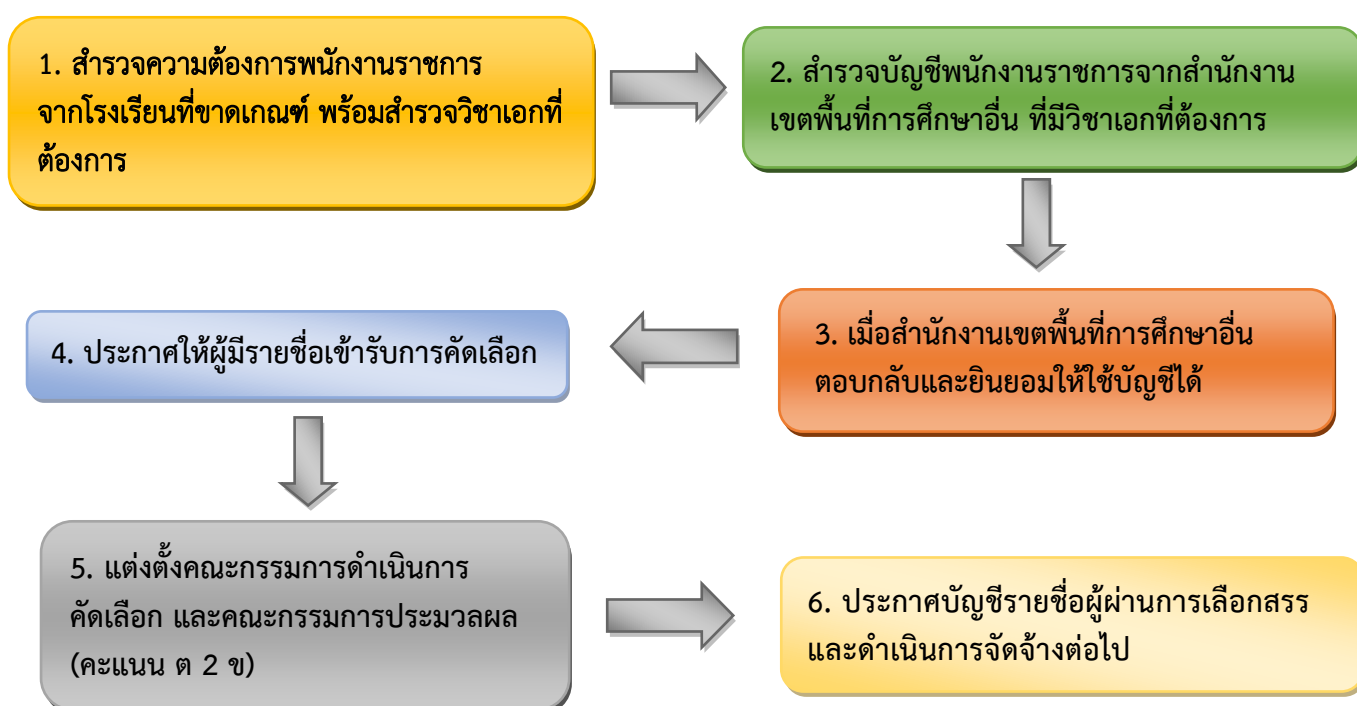 1. สำรวจความต้องการพนักงานราชการ
จากโรงเรียนที่ขาดเกณฑ์ พร้อมสำรวจวิชาเอกที่
ต้องการ
2. สำรวจบัญชีพนักงานราชการจากสำนักงาน
เขตพื้นที่การศึกษาอื่น ที่มีวิชาเอกที่ต้องการ
3. เมื่อสำนักงานเขตพื้นที่การศึกษาอื่น
ตอบกลับและยินยอมให้ใช้บัญชีได้
4. ประกาศให้ผู้มีรายชื่อเข้ารับการคัดเลือก
5. แต่งตั้งคณะกรรมการดำเนินการ
คัดเลือก และคณะกรรมการประมวลผล
(คะแนน ต 2 ข)
6. ประกาศบัญชีรายชื่อผู้ผ่านการเลือกสรร
และดำเนินการจัดจ้างต่อไป